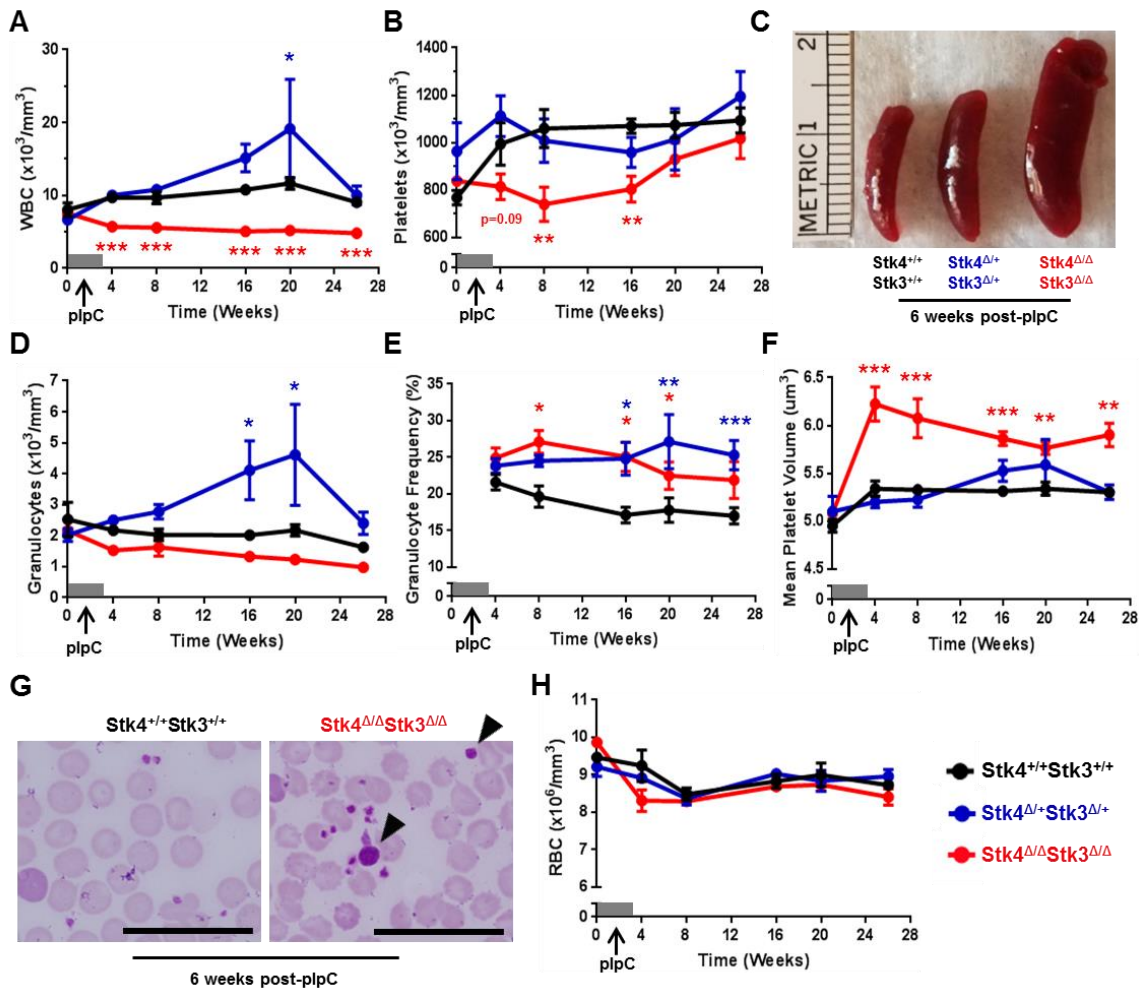 A
WBC (x10³/mm³)
30
20
10
0
*
*** *** *** *** ***
0 4 8 12 16 20 24 28
pIpC
Time (Weeks)
B
Platelets (x10³/mm³)
1400
1200
1000
800
600
0
p=0.09
** **
0 4 8 12 16 20 24 28
pIpC
Time (Weeks)
C
METRIC 1 2
Stk4+/+ Stk4Δ/+ Stk4Δ/Δ
Stk3+/+ Stk3Δ/+ Stk3Δ/Δ
6 weeks post-pIpC
D
Granulocytes (x10³/mm³)
7
6
5
4
3
2
1
0
* *
0 4 8 12 16 20 24 28
pIpC
Time (Weeks)
E
Granulocyte Frequency (%)
35
30
25
20
15
10
0
* * * ** * ***
0 4 8 12 16 20 24 28
pIpC
Time (Weeks)
F
Mean Platelet Volume (um³)
6.5
6.0
5.5
5.0
4.5
0
*** *** *** ** **
0 4 8 12 16 20 24 28
pIpC
Time (Weeks)
G
Stk4+/+Stk3+/+ Stk4Δ/ΔStk3Δ/Δ
6 weeks post-pIpC
H
RBC (x10⁶/mm³)
11
10
9
8
7
6
0
0 4 8 12 16 20 24 28
pIpC
Time (Weeks)
Stk4+/+Stk3+/+
Stk4Δ/+Stk3Δ/+
Stk4Δ/ΔStk3Δ/Δ